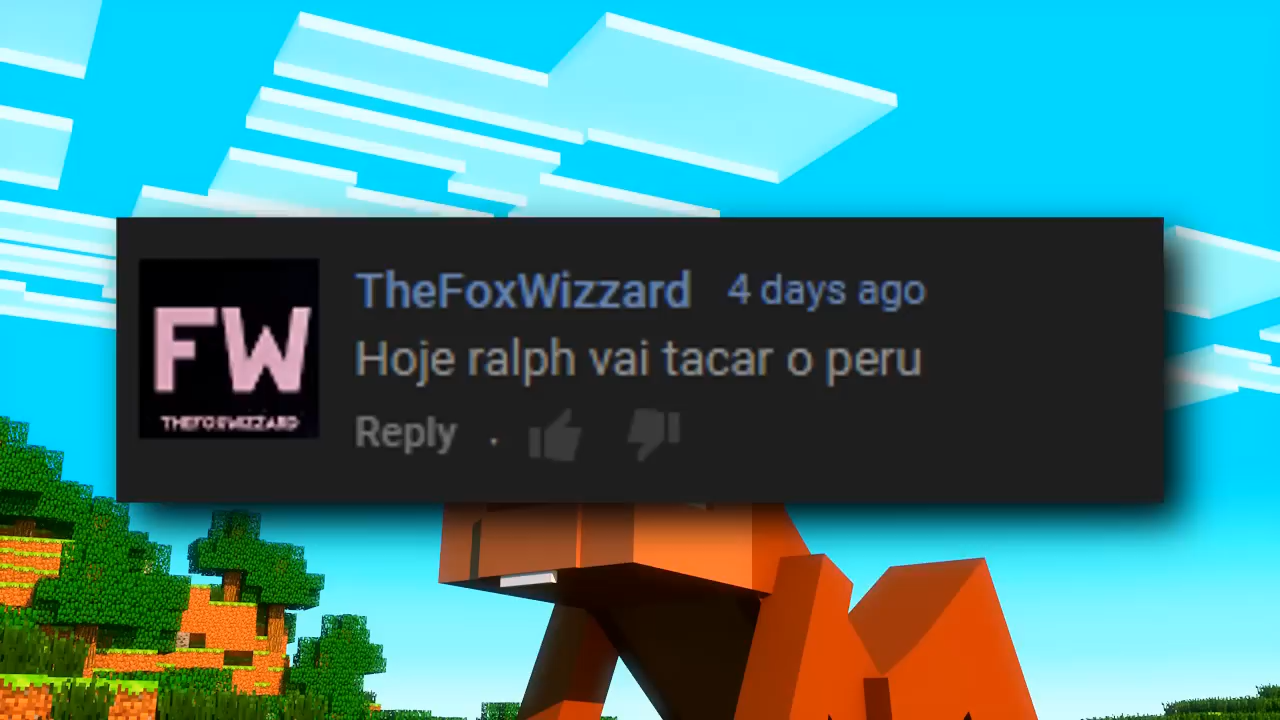 FW
THEFOXWIZZARD
TheFoxWizzard 4 days ago
Hoje ralph vai tacar o peru
Reply